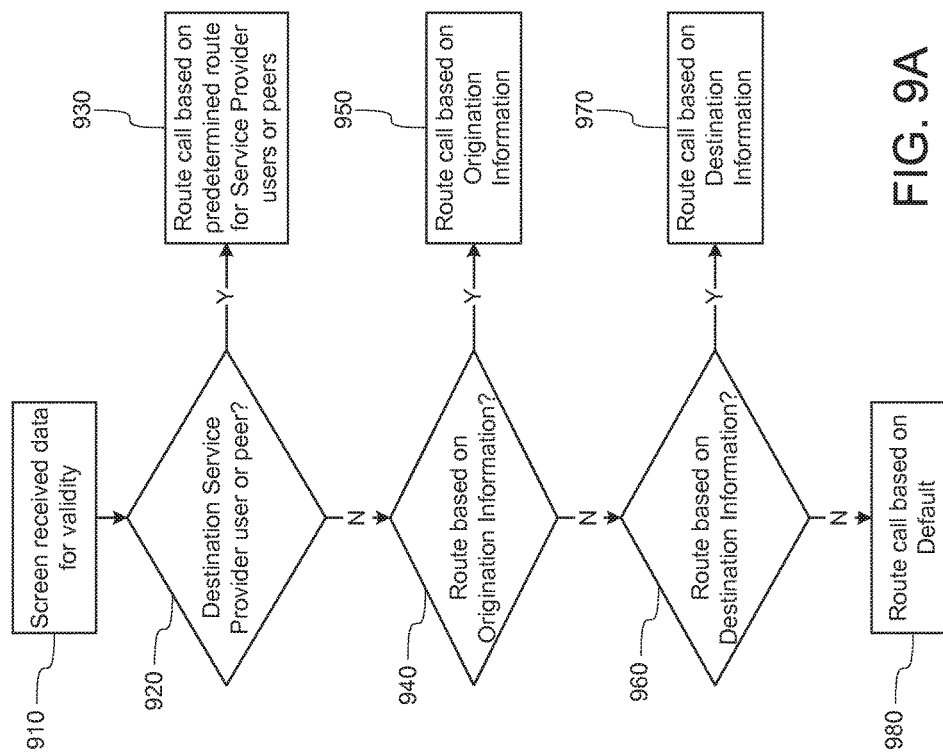 910
Screen received data
for validity
920
Destination Service
Provider user or peer?
Y
930
Route call based on
predetermined route
for Service Provider
users or peers
N
940
Route based on
Origination Information?
Y
950
Route call based on
Origination
Information
N
960
Route based on
Destination Information?
Y
970
Route call based on
Destination
Information
N
980
Route call based on
Default
FIG. 9A